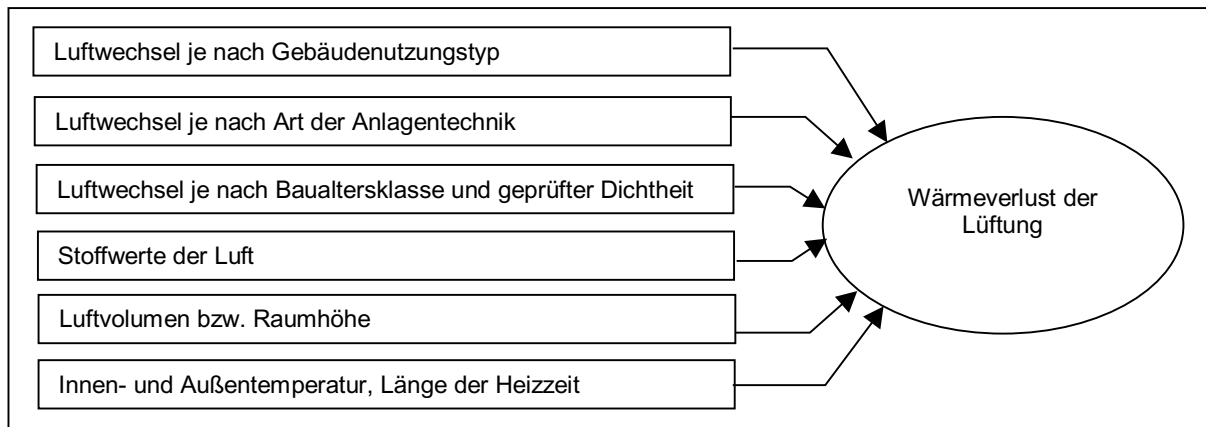 Luftwechsel je nach Gebäudenutzungstyp
Luftwechsel je nach Art der Anlagentechnik
Luftwechsel je nach Baualtersklasse und geprüfter Dichtheit
Stoffwerte der Luft
Luftvolumen bzw. Raumhöhe
Innen- und Außentemperatur, Länge der Heizzeit
Wärmeverlust der
Lüftung